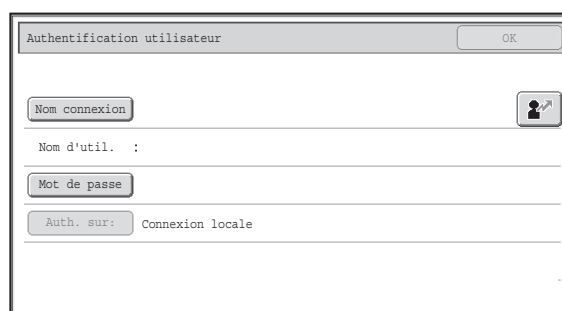 Authentification utilisateur OK
Nom connexion
Nom d'util. :
Mot de passe
Auth. sur: Connexion locale